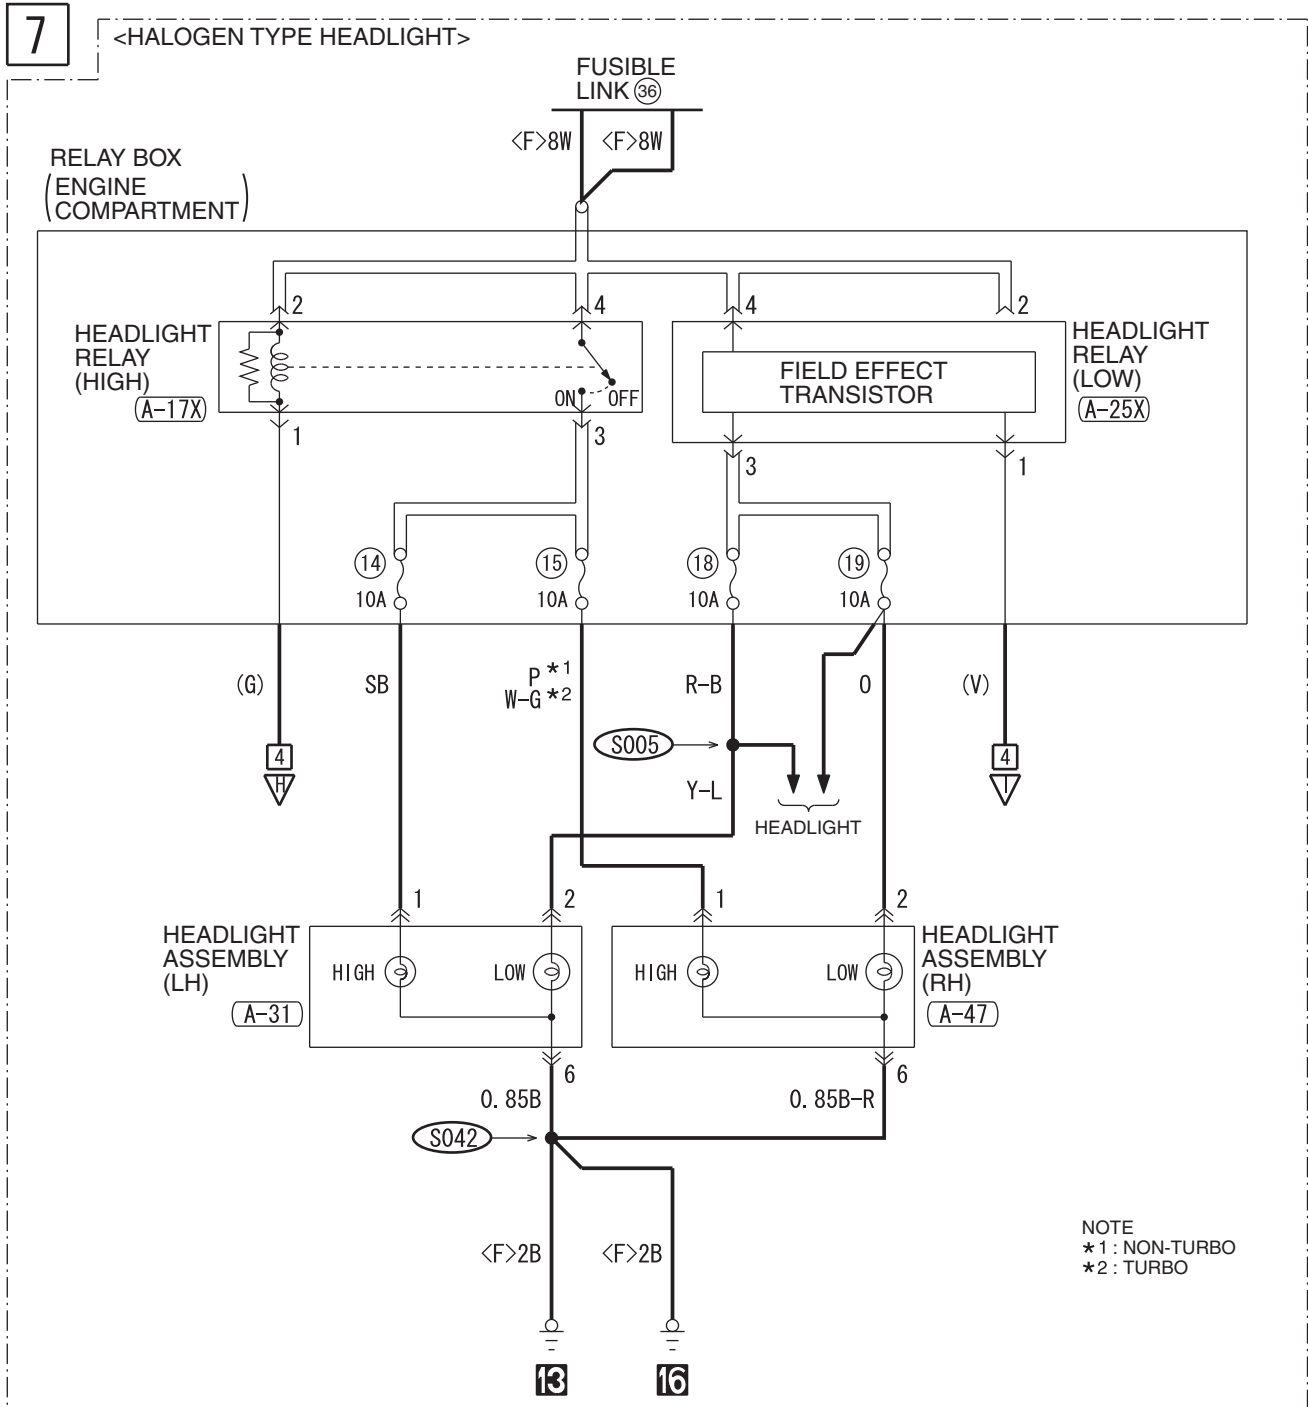 7
<HALOGEN TYPE HEADLIGHT>
FUSIBLE
LINK 36
<F>8W <F>8W
RELAY BOX
(ENGINE
COMPARTMENT)
2 4 4 2
HEADLIGHT
RELAY
(HIGH)
A-17X
ON OFF
FIELD EFFECT
TRANSISTOR
HEADLIGHT
RELAY
(LOW)
A-25X
1 3 3 1
14 15 18 19
10A 10A 10A 10A
(G) SB P *1 R-B O (V)
W-G *2
S005
4 4
H I
Y-L
HEADLIGHT
1 2 1 2
HEADLIGHT
ASSEMBLY
(LH)
A-31
HIGH LOW HIGH LOW
HEADLIGHT
ASSEMBLY
(RH)
A-47
6 6
0.85B 0.85B-R
S042
<F>2B <F>2B
NOTE
*1 : NON-TURBO
*2 : TURBO
13 16